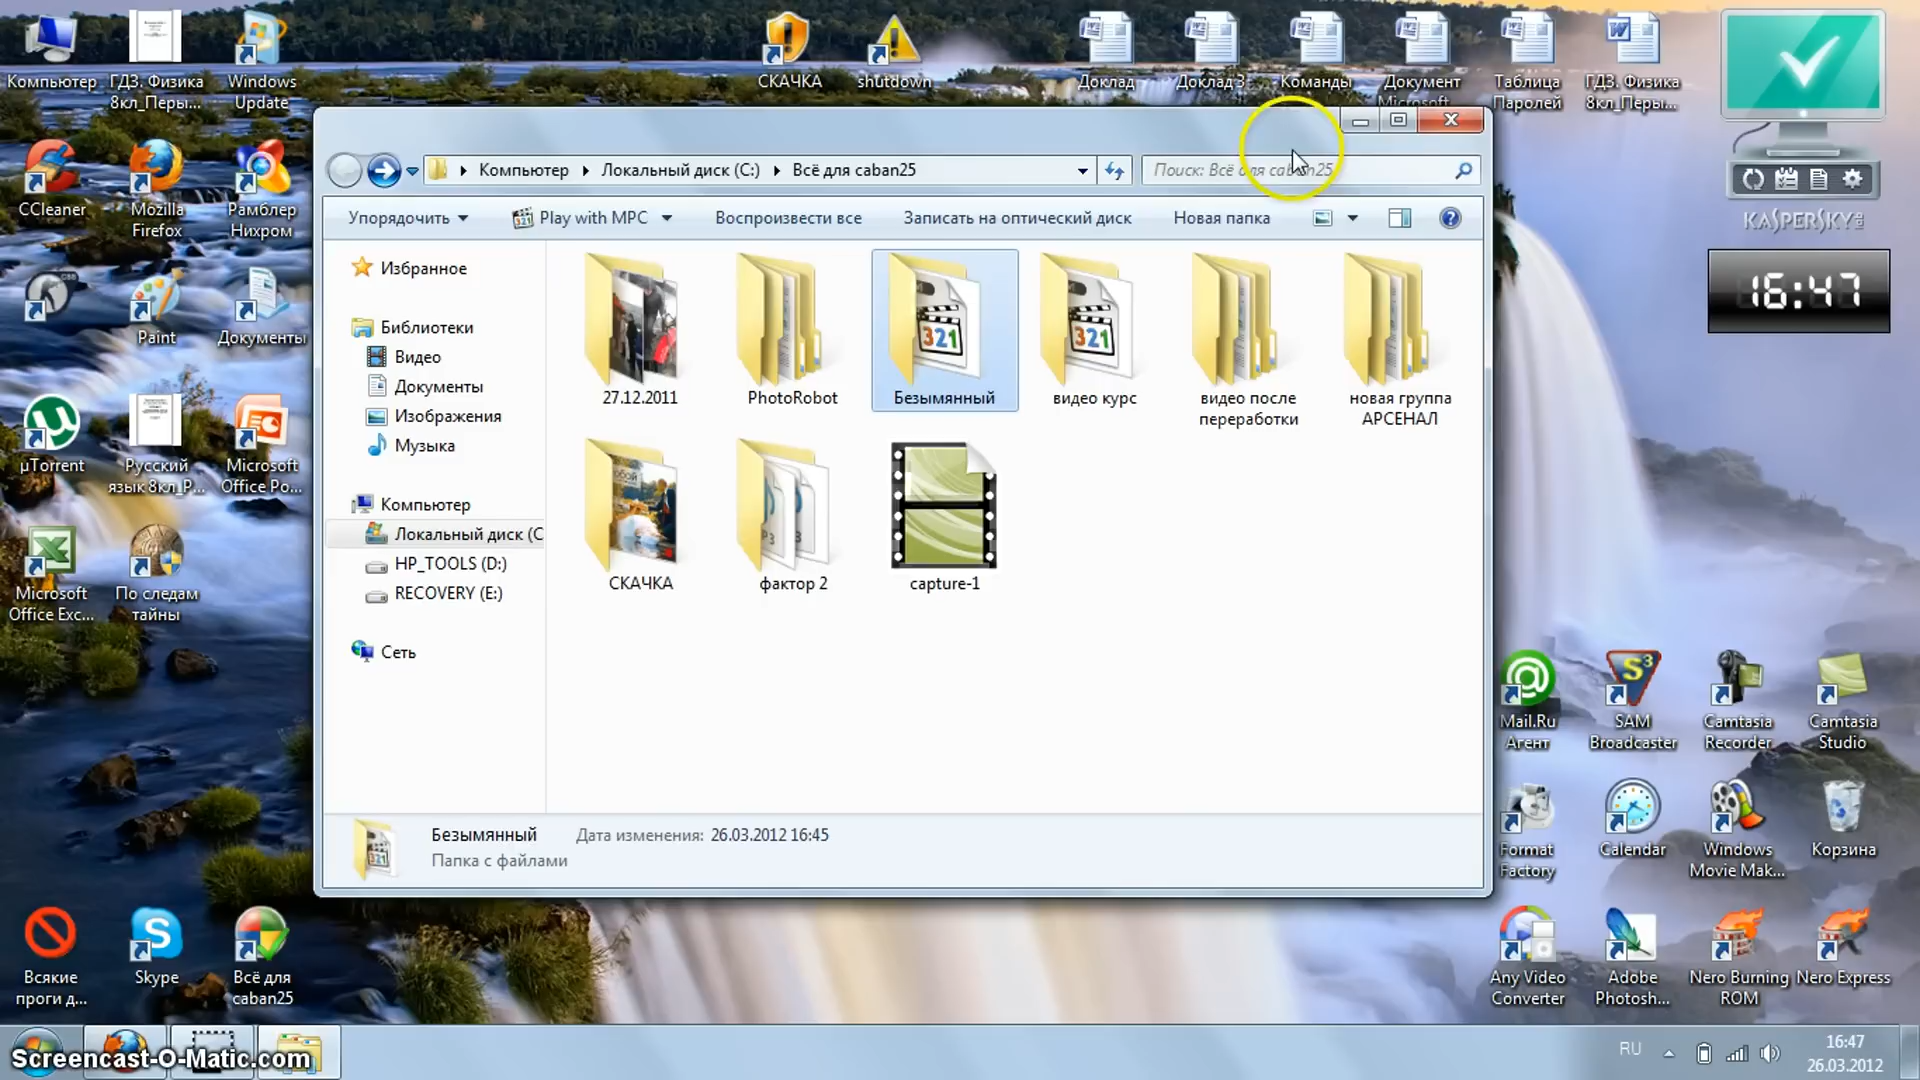 Компьютер
ГДЗ. Физика
8кл_Перы...
Windows
Update
СКАЧКА
shutdown
Доклад
Доклад 3
Команды
Документ
Microsoft
Таблица
Паролей
ГДЗ. Физика
8кл_Перы...
CCleaner
Mozilla
Firefox
Рамблер
Нихром
Paint
Документы
µTorrent
Русский
язык 8кл_Р...
Microsoft
Office Po...
Microsoft
Office Exc...
По следам
тайны
Всякие
проги д...
Skype
Всё для
caban25
Компьютер
Локальный диск (C:)
Всё для caban25
Поиск: Всё для caban25
Упорядочить
Play with MPC
Воспроизвести все
Записать на оптический диск
Новая папка
Избранное
Библиотеки
Видео
Документы
Изображения
Музыка
Компьютер
Локальный диск (C
HP_TOOLS (D:)
RECOVERY (E:)
Сеть
27.12.2011
PhotoRobot
321
Безымянный
321
видео курс
видео после
переработки
новая группа
АРСЕНАЛ
СКАЧКА
фактор 2
capture-1
Безымянный
Дата изменения: 26.03.2012 16:45
Папка с файлами
KASPERSKY
16:47
Mail.Ru
Агент
SAM
Broadcaster
Camtasia
Recorder
Camtasia
Studio
Format
Factory
Calendar
Windows
Movie Mak...
Корзина
Any Video
Converter
Adobe
Photosh...
Nero Burning
ROM
Nero Express
Screencast-O-Matic.com
RU
16:47
26.03.2012